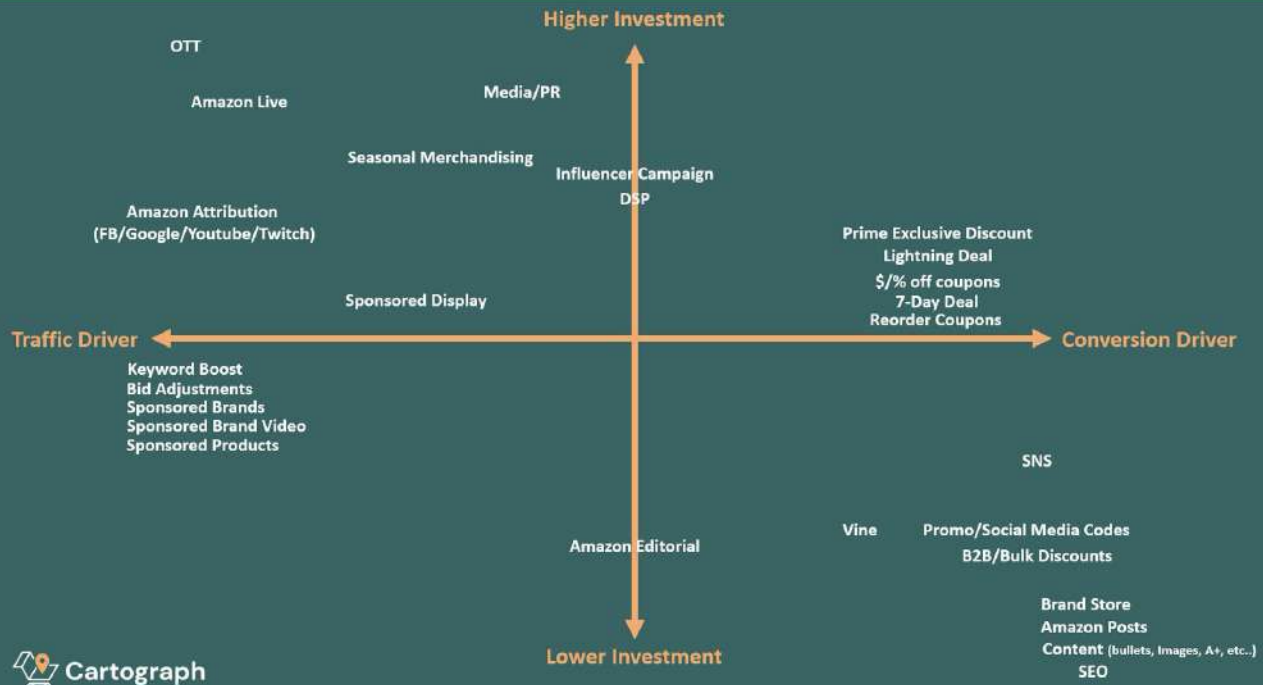 Higher Investment
OTT
Media/PR
Amazon Live
Seasonal Merchandising
Influencer Campaign
DSP
Amazon Attribution
(FB/Google/Youtube/Twitch)
Prime Exclusive Discount
Lightning Deal
$/% off coupons
7-Day Deal
Reorder Coupons
Sponsored Display
Traffic Driver
Conversion Driver
Keyword Boost
Bid Adjustments
Sponsored Brands
Sponsored Brand Video
Sponsored Products
SNS
Vine
Promo/Social Media Codes
B2B/Bulk Discounts
Amazon Editorial
Brand Store
Amazon Posts
Content (bullets, Images, A+, etc..)
SEO
Lower Investment
Cartograph